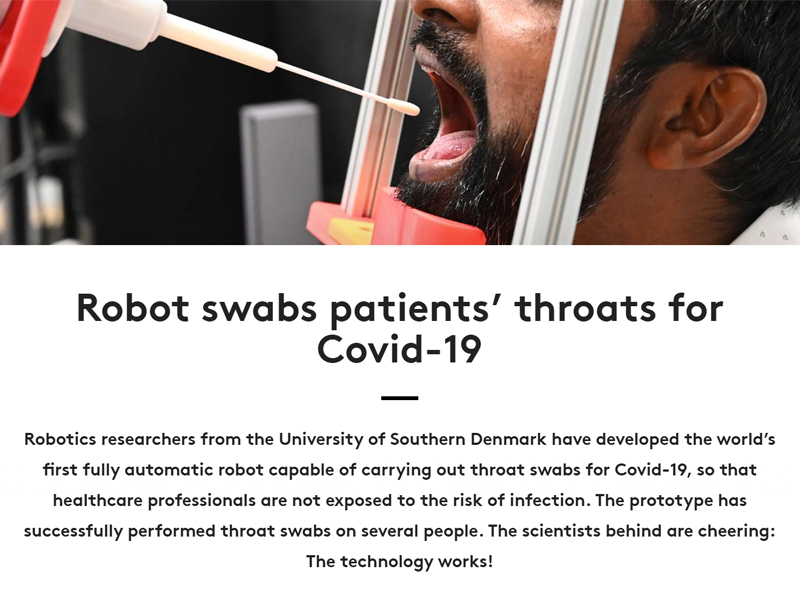 Robot swabs patients’ throats for
Covid-19
Robotics researchers from the University of Southern Denmark have developed the world’s
first fully automatic robot capable of carrying out throat swabs for Covid-19, so that
healthcare professionals are not exposed to the risk of infection. The prototype has
successfully performed throat swabs on several people. The scientists behind are cheering:
The technology works!